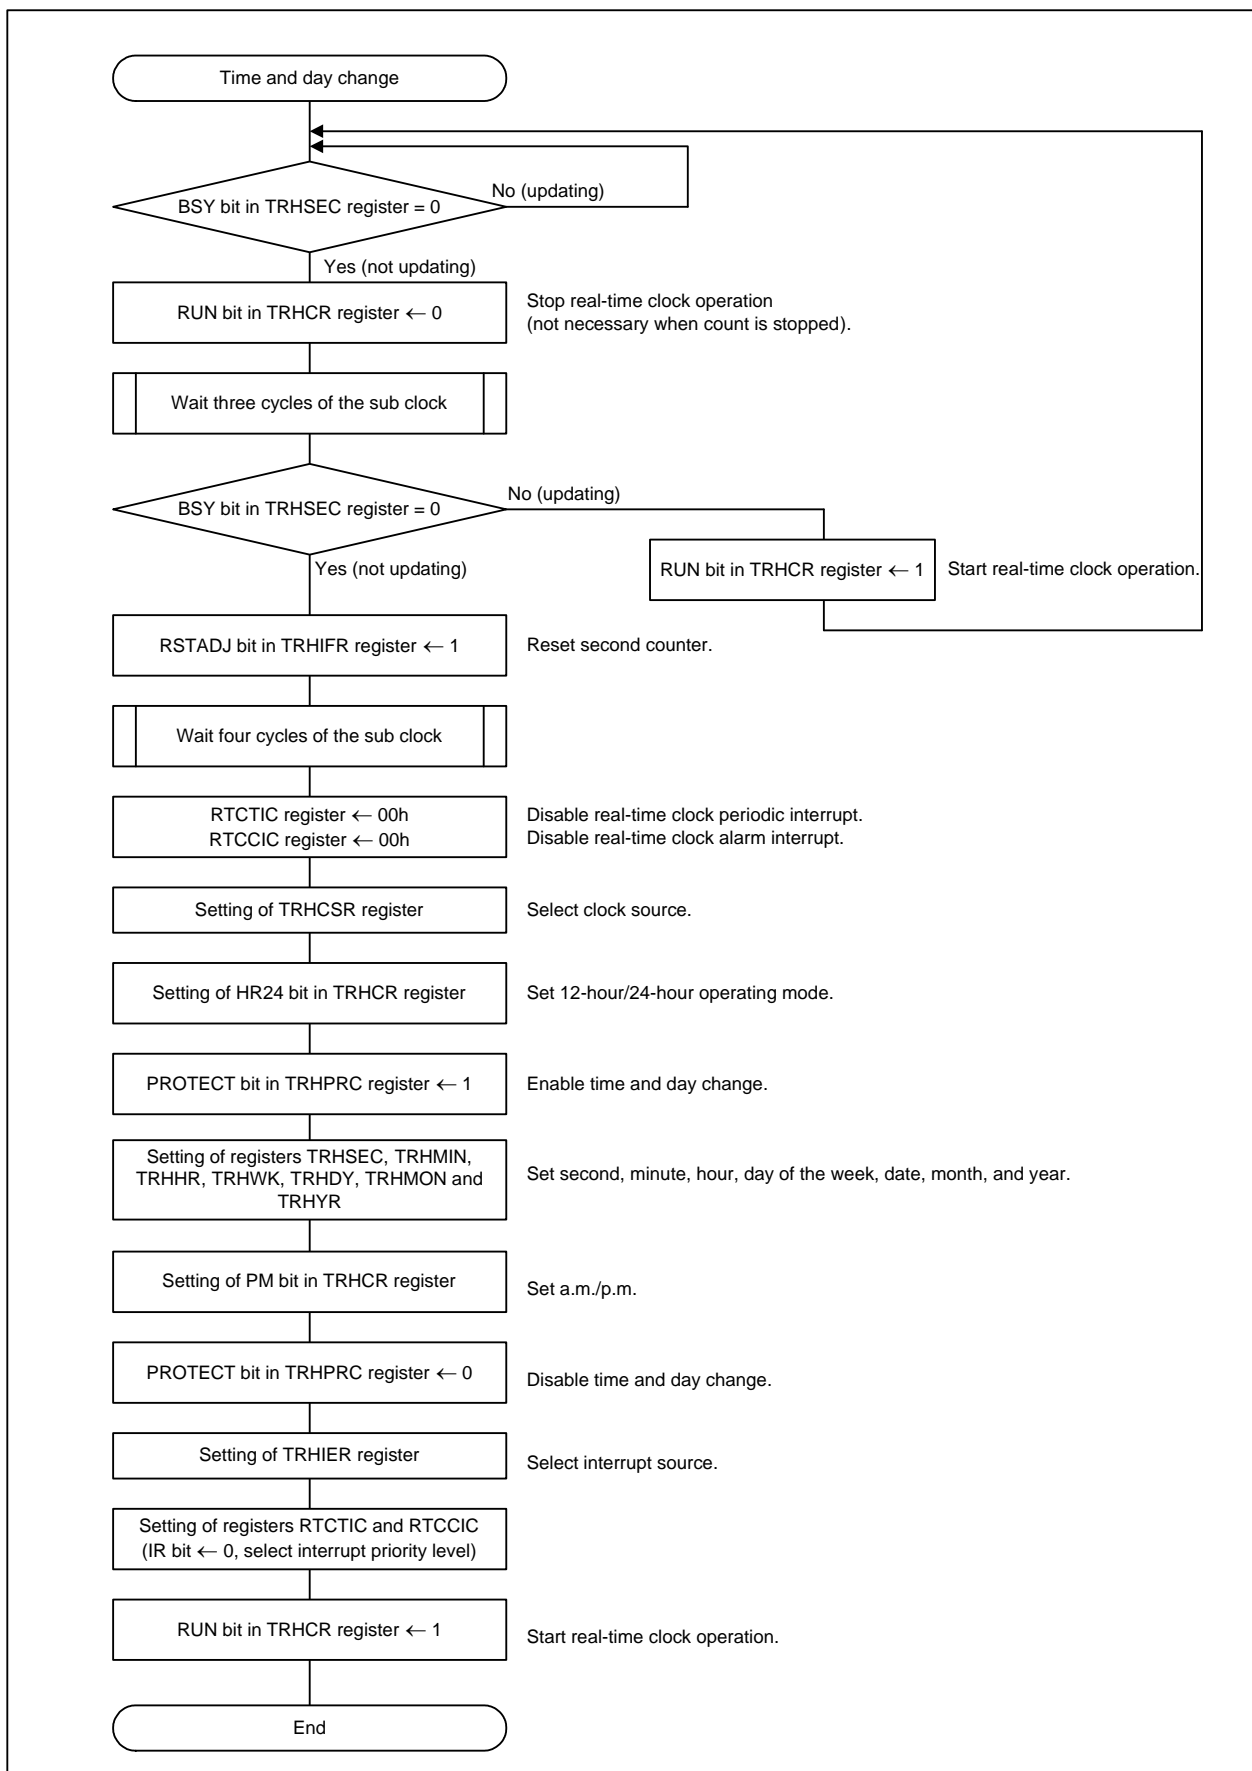 Time and day change
BSY bit in TRHSEC register = 0
No (updating)
Yes (not updating)
RUN bit in TRHCR register ← 0
Stop real-time clock operation
(not necessary when count is stopped).
Wait three cycles of the sub clock
BSY bit in TRHSEC register = 0
No (updating)
Yes (not updating)
RUN bit in TRHCR register ← 1
Start real-time clock operation.
RSTADJ bit in TRHIFR register ← 1
Reset second counter.
Wait four cycles of the sub clock
RTCTIC register ← 00h
Disable real-time clock periodic interrupt.
RTCCIC register ← 00h
Disable real-time clock alarm interrupt.
Setting of TRHCSR register
Select clock source.
Setting of HR24 bit in TRHCR register
Set 12-hour/24-hour operating mode.
PROTECT bit in TRHPRC register ← 1
Enable time and day change.
Setting of registers TRHSEC, TRHMIN,
TRHHR, TRHWK, TRHDY, TRHMON and
TRHYR
Set second, minute, hour, day of the week, date, month, and year.
Setting of PM bit in TRHCR register
Set a.m./p.m.
PROTECT bit in TRHPRC register ← 0
Disable time and day change.
Setting of TRHIER register
Select interrupt source.
Setting of registers RTCTIC and RTCCIC
(IR bit ← 0, select interrupt priority level)
RUN bit in TRHCR register ← 1
Start real-time clock operation.
End